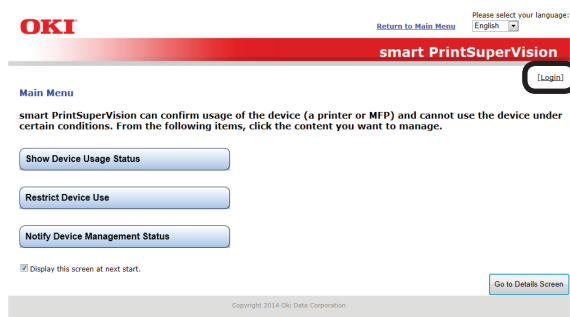 Please select your language:
OKI Return to Main Menu English
smart PrintSuperVision
[Login]
Main Menu
smart PrintSuperVision can confirm usage of the device (a printer or MFP) and cannot use the device under
certain conditions. From the following items, click the content you want to manage.
Show Device Usage Status
Restrict Device Use
Notify Device Management Status
Display this screen at next start.
Go to Details Screen
Copyright 2014 Oki Data Corporation